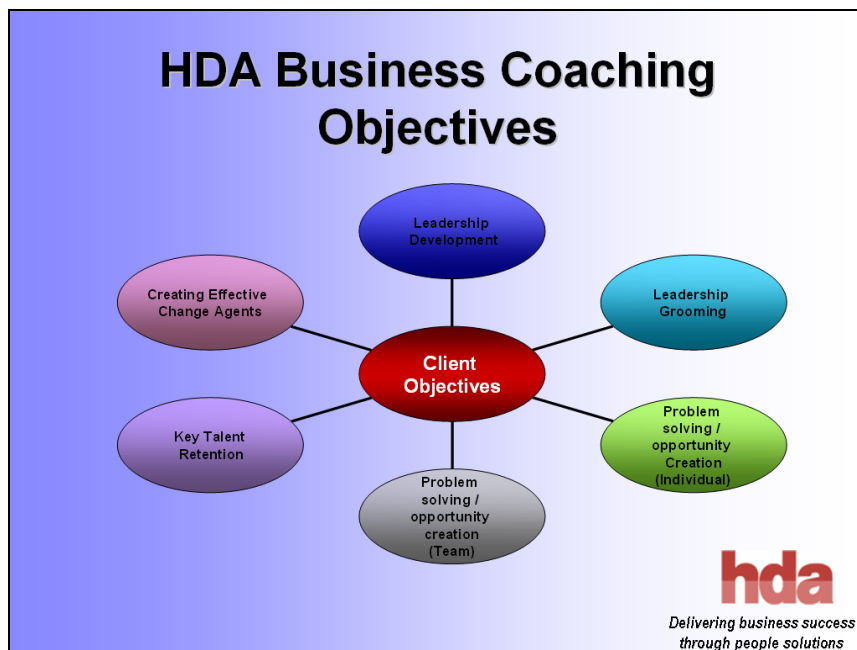 HDA Business Coaching
Objectives
Leadership
Development
Creating Effective
Change Agents
Leadership
Grooming
Client
Objectives
Key Talent
Retention
Problem
solving /
opportunity
Creation
(Individual)
Problem
solving /
opportunity
creation
(Team)
hda
Delivering business success
through people solutions